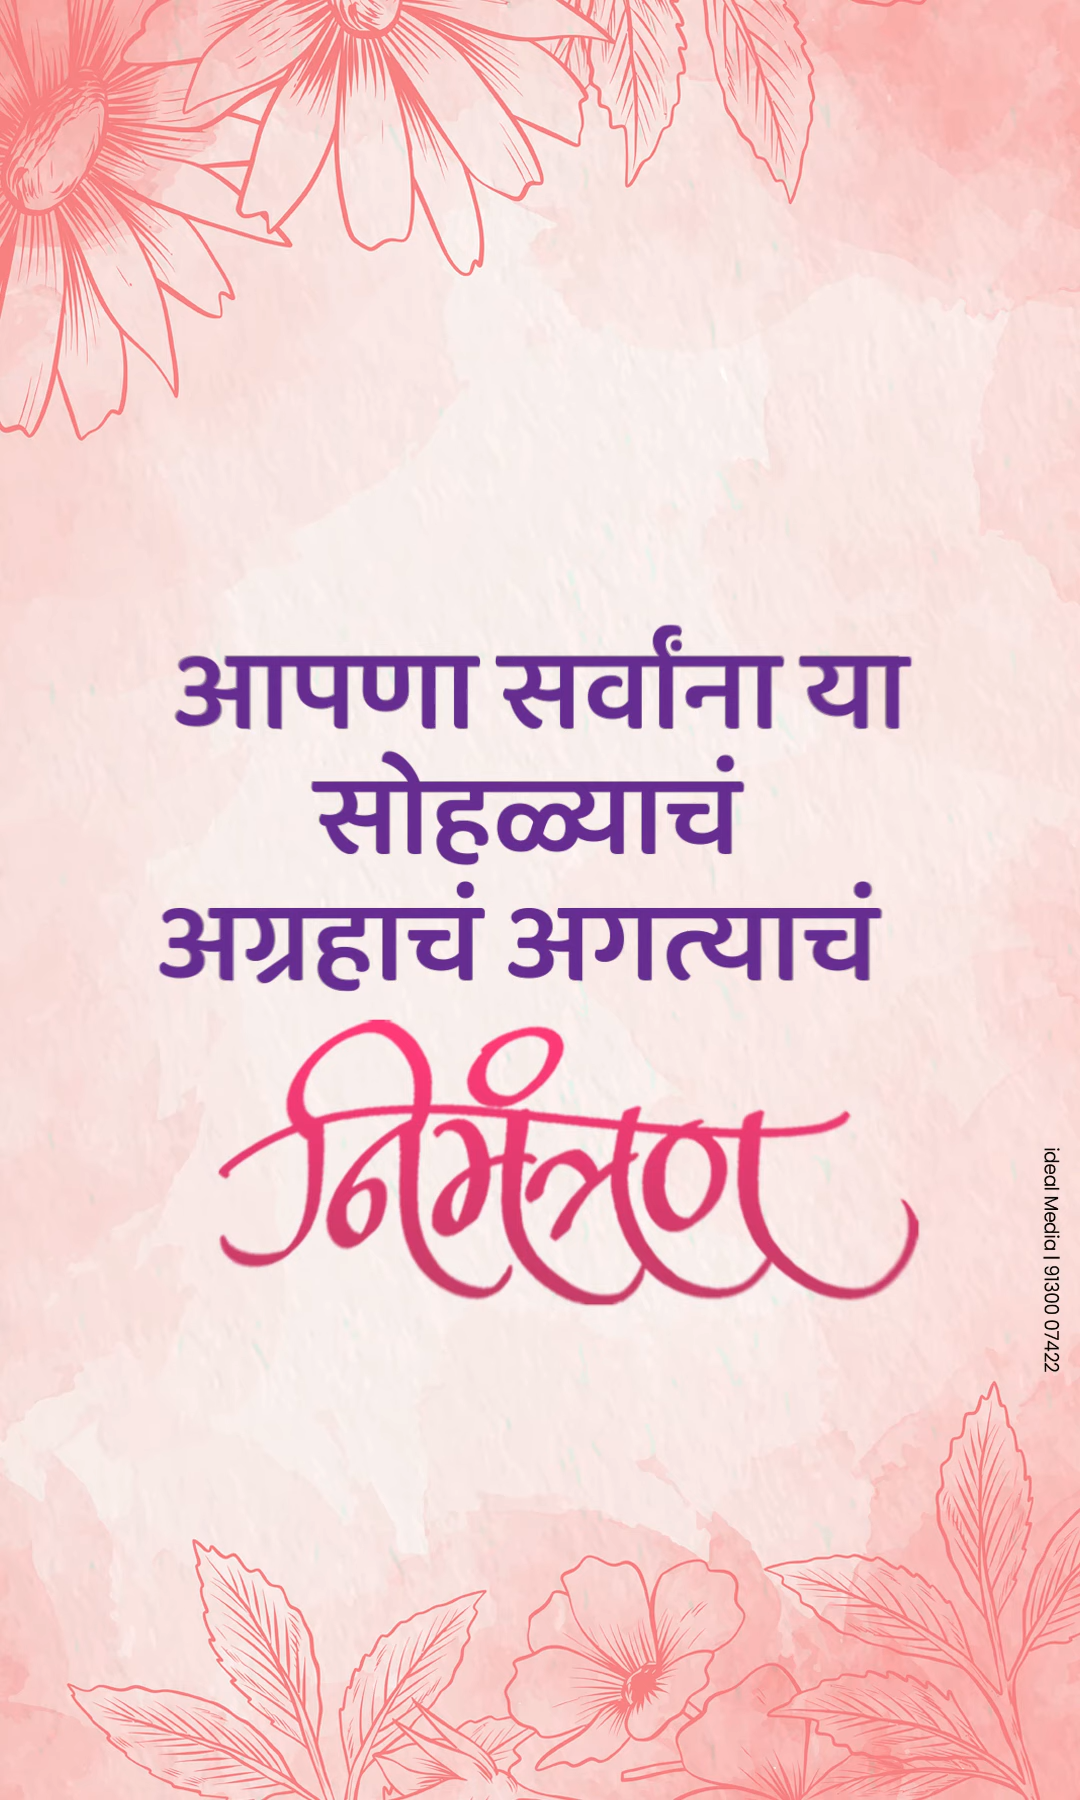 आपणा सर्वांना या
सोहळ्याचं
अग्रहाचं अगत्याचं
निमंत्रण
ideal Media | 91300 07422